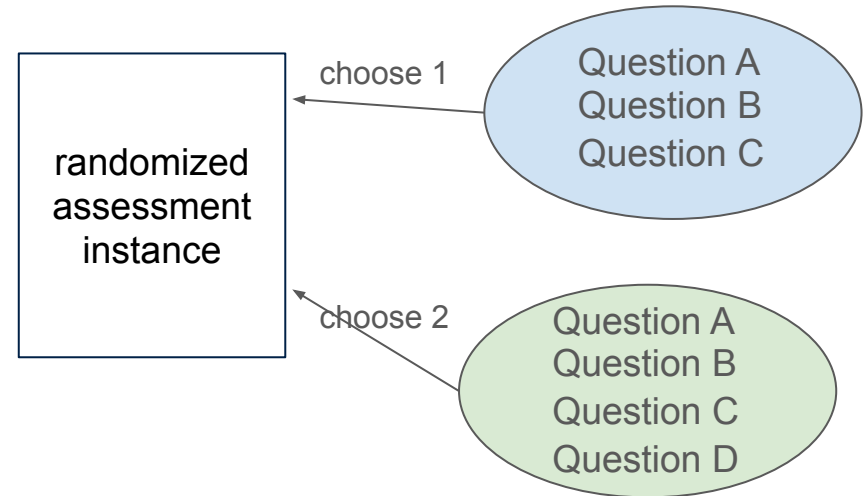 randomized
assessment
instance
choose 1
Question A
Question B
Question C
choose 2
Question A
Question B
Question C
Question D